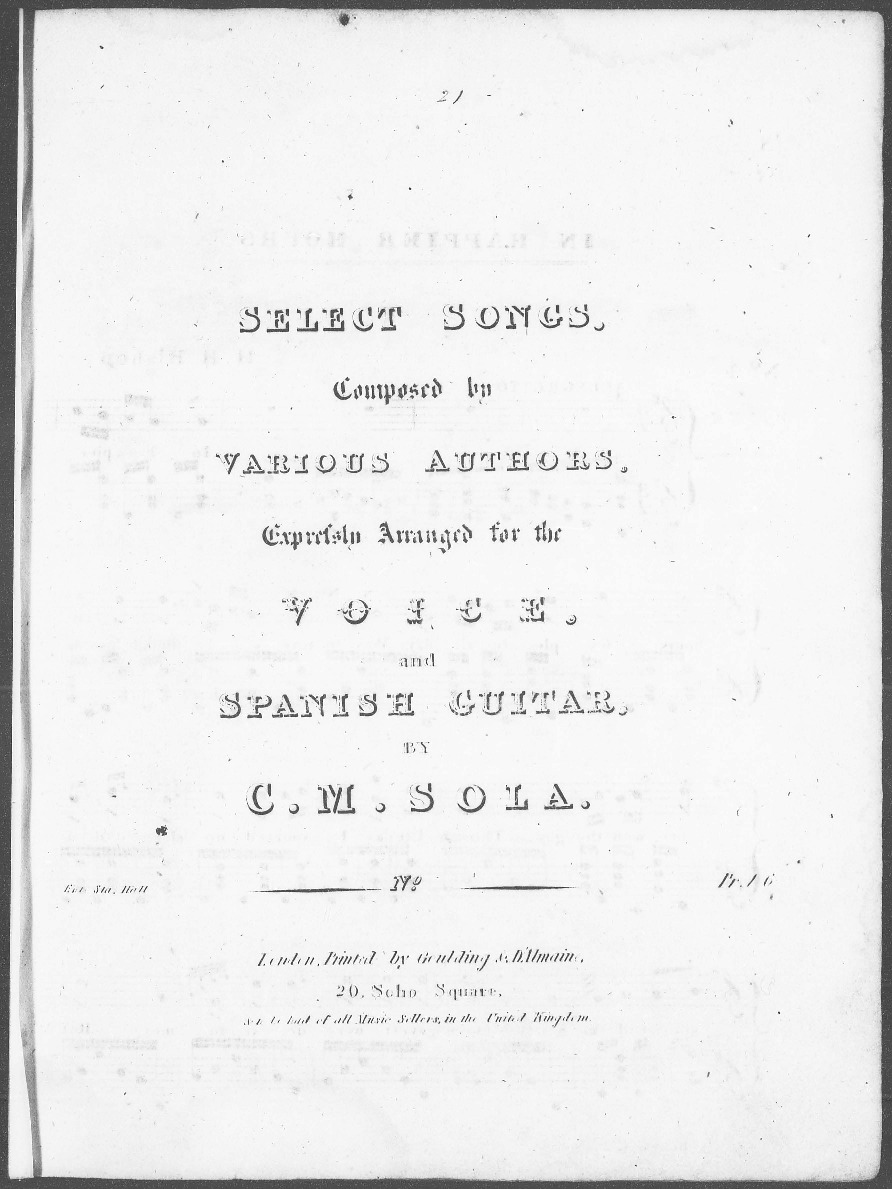 21
SELECT SONGS,
Composed by
VARIOUS AUTHORS,
Exprefsly Arranged for the
VOICE,
and
SPANISH GUITAR,
BY
C. M. SOLA.
Ent. Sta. Hall Nº Pr. 1/6
London, Printed by Goulding & D'Almaine,
20, Soho Square,
& to be had of all Music Sellers, in the United Kingdom.